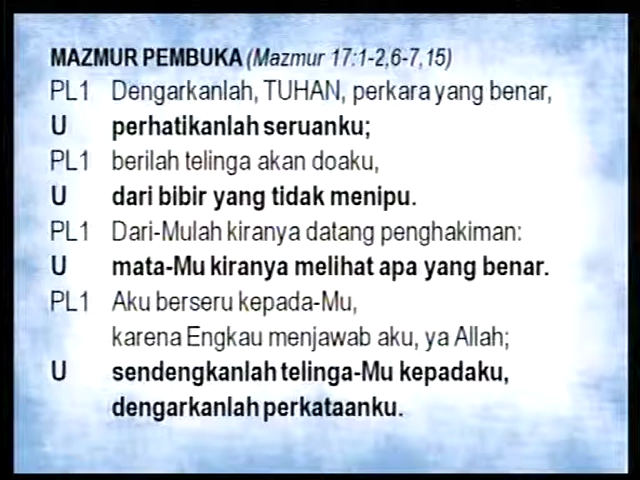 MAZMUR PEMBUKA (Mazmur 17:1-2,6-7,15)
PL1 Dengarkanlah, TUHAN, perkara yang benar,
U perhatikanlah seruanku;
PL1 berilah telinga akan doaku,
U dari bibir yang tidak menipu.
PL1 Dari-Mulah kiranya datang penghakiman:
U mata-Mu kiranya melihat apa yang benar.
PL1 Aku berseru kepada-Mu,
karena Engkau menjawab aku, ya Allah;
U sendengkanlah telinga-Mu kepadaku,
dengarkanlah perkataanku.